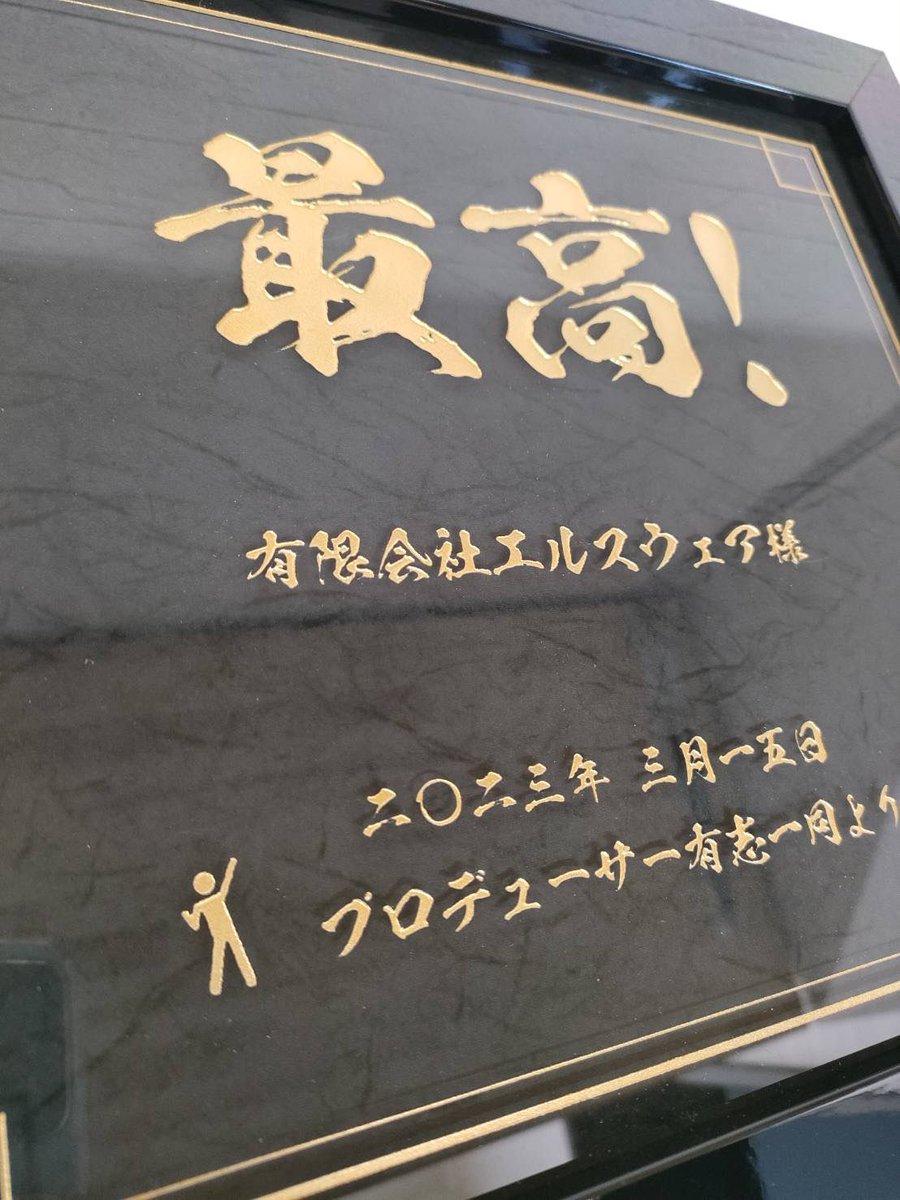 最高!
有限会社エルスウェア様
二〇二三年 三月一五日
プロデューサー有志一同より